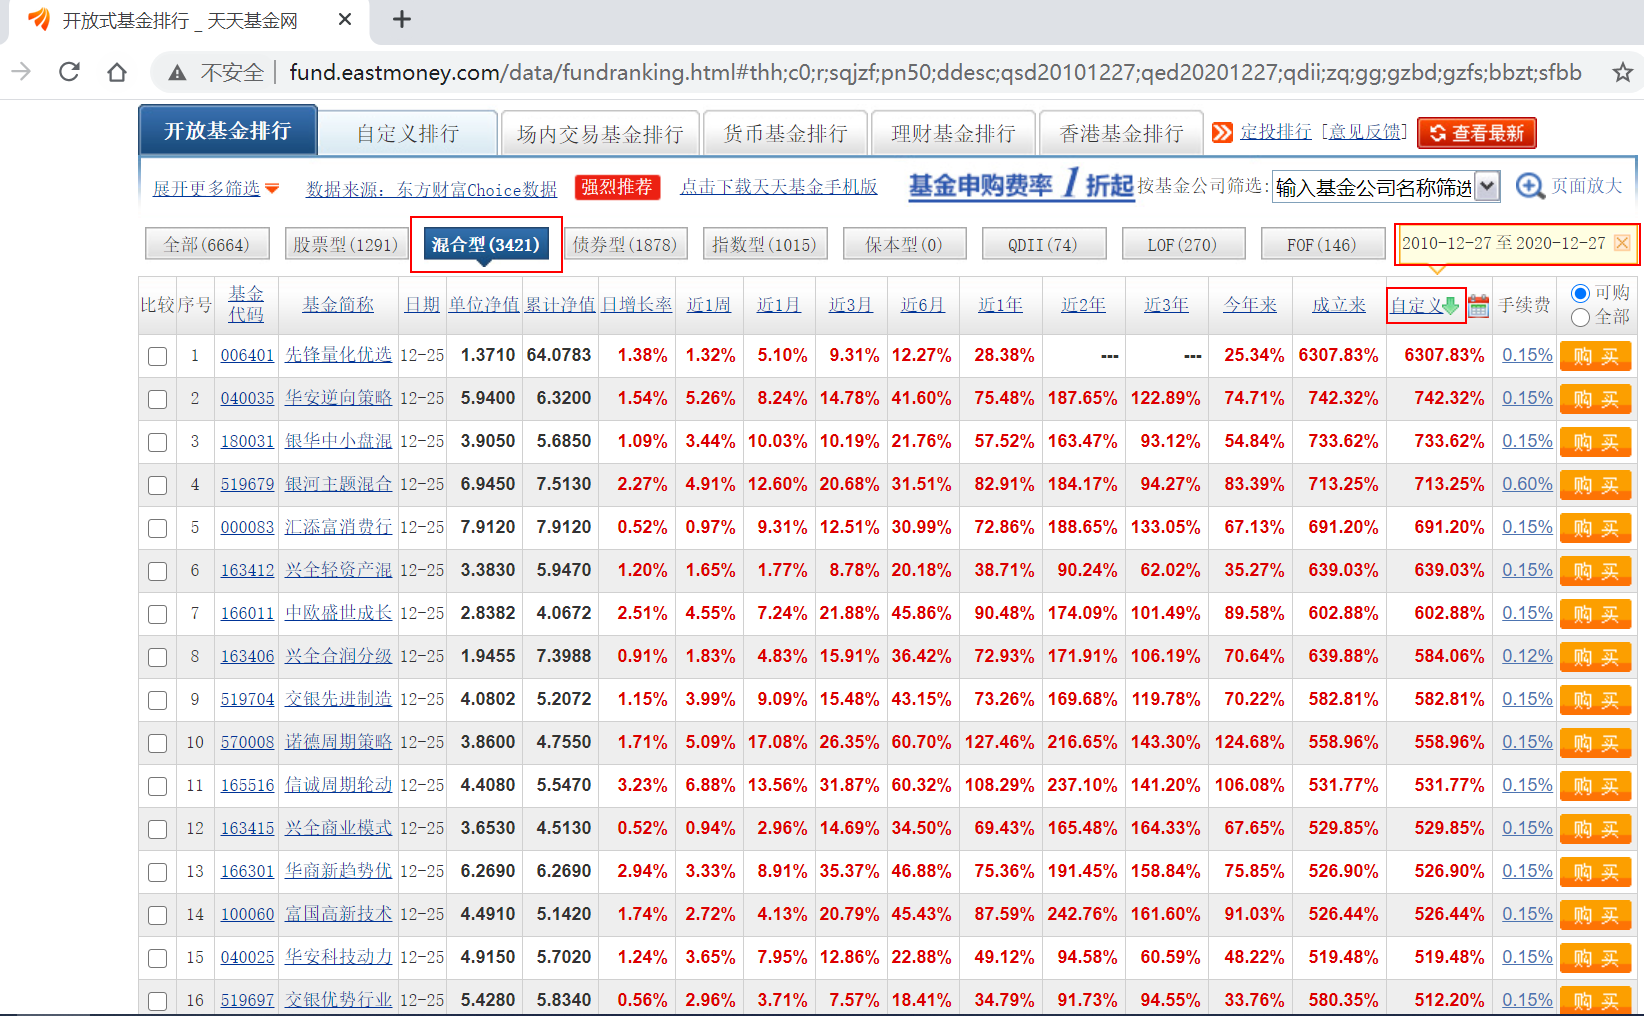 开放式基金排行 _ 天天基金网
不安全 fund.eastmoney.com/data/fundranking.html#thh;c0;r;sqjzf;pn50;ddesc;qsd20101227;qed20201227;qdii;zq;gg;gzbd;gzfs;bbzt;sfbb
开放基金排行 自定义排行 场内交易基金排行 货币基金排行 理财基金排行 香港基金排行 定投排行 [意见反馈] 查看最新
展开更多筛选 数据来源：东方财富Choice数据 强烈推荐 点击下载天天基金手机版 基金申购费率1折起 按基金公司筛选: 输入基金公司名称筛选 页面放大
全部(6664) 股票型(1291) 混合型(3421) 债券型(1878) 指数型(1015) 保本型(0) QDII(74) LOF(270) FOF(146) 2010-12-27 至 2020-12-27
比较 序号 基金代码 基金简称 日期 单位净值 累计净值 日增长率 近1周 近1月 近3月 近6月 近1年 近2年 近3年 今年来 成立来 自定义 手续费 可购 全部
1 006401 先锋量化优选 12-25 1.3710 64.0783 1.38% 1.32% 5.10% 9.31% 12.27% 28.38% --- --- 25.34% 6307.83% 6307.83% 0.15% 购买
2 040035 华安逆向策略 12-25 5.9400 6.3200 1.54% 5.26% 8.24% 14.78% 41.60% 75.48% 187.65% 122.89% 74.71% 742.32% 742.32% 0.15% 购买
3 180031 银华中小盘混 12-25 3.9050 5.6850 1.09% 3.44% 10.03% 10.19% 21.76% 57.52% 163.47% 93.12% 54.84% 733.62% 733.62% 0.15% 购买
4 519679 银河主题混合 12-25 6.9450 7.5130 2.27% 4.91% 12.60% 20.68% 31.51% 82.91% 184.17% 94.27% 83.39% 713.25% 713.25% 0.60% 购买
5 000083 汇添富消费行 12-25 7.9120 7.9120 0.52% 0.97% 9.31% 12.51% 30.99% 72.86% 188.65% 133.05% 67.13% 691.20% 691.20% 0.15% 购买
6 163412 兴全轻资产混 12-25 3.3830 5.9470 1.20% 1.65% 1.77% 8.78% 20.18% 38.71% 90.24% 62.02% 35.27% 639.03% 639.03% 0.15% 购买
7 166011 中欧盛世成长 12-25 2.8382 4.0672 2.51% 4.55% 7.24% 21.88% 45.86% 90.48% 174.09% 101.49% 89.58% 602.88% 602.88% 0.15% 购买
8 163406 兴全合润分级 12-25 1.9455 7.3988 0.91% 1.83% 4.83% 15.91% 36.42% 72.93% 171.91% 106.19% 70.64% 639.88% 584.06% 0.12% 购买
9 519704 交银先进制造 12-25 4.0802 5.2072 1.15% 3.99% 9.09% 15.48% 43.15% 73.26% 169.68% 119.78% 70.22% 582.81% 582.81% 0.15% 购买
10 570008 诺德周期策略 12-25 3.8600 4.7550 1.71% 5.09% 17.08% 26.35% 60.70% 127.46% 216.65% 143.30% 124.68% 558.96% 558.96% 0.15% 购买
11 165516 信诚周期轮动 12-25 4.4080 5.5470 3.23% 6.88% 13.56% 31.87% 60.32% 108.29% 237.10% 141.20% 106.08% 531.77% 531.77% 0.15% 购买
12 163415 兴全商业模式 12-25 3.6530 4.5130 0.52% 0.94% 2.96% 14.69% 34.50% 69.43% 165.48% 164.33% 67.65% 529.85% 529.85% 0.15% 购买
13 166301 华商新趋势优 12-25 6.2690 6.2690 2.94% 3.33% 8.91% 35.37% 46.88% 75.36% 191.45% 158.84% 75.85% 526.90% 526.90% 0.15% 购买
14 100060 富国高新技术 12-25 4.4910 5.1420 1.74% 2.72% 4.13% 20.79% 45.43% 87.59% 242.76% 161.60% 91.03% 526.44% 526.44% 0.15% 购买
15 040025 华安科技动力 12-25 4.9150 5.7020 1.24% 3.65% 7.95% 12.86% 22.88% 49.12% 94.58% 60.59% 48.22% 519.48% 519.48% 0.15% 购买
16 519697 交银优势行业 12-25 5.4280 5.8340 0.56% 2.96% 3.71% 7.57% 18.41% 34.79% 91.73% 94.55% 33.76% 580.35% 512.20% 0.15% 购买